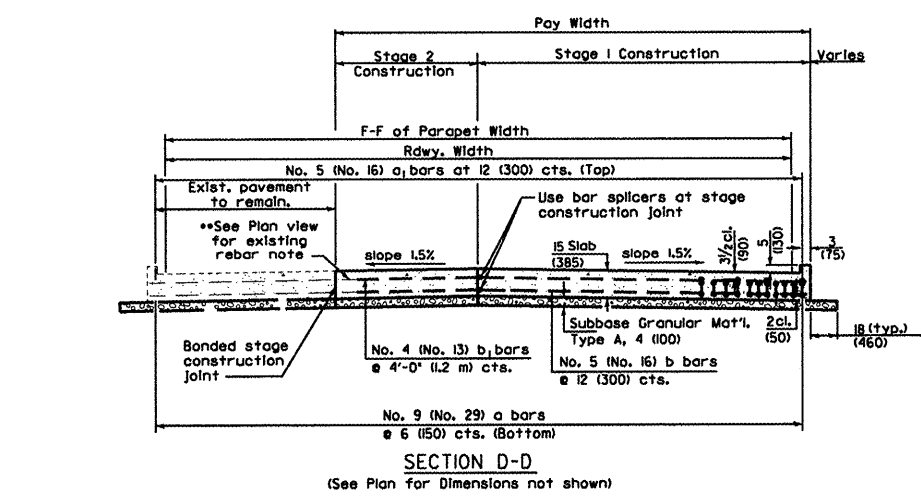 Pay Width
Stage 2
Construction
Stage 1 Construction
Varies
F-F of Parapet Width
Rdwy. Width
No. 5 (No. 16) a₁ bars at 12 (300) cts. (Top)
Exist. pavement
to remain.
Use bar splicers at stage
construction joint
**See Plan view
for existing
rebar note
slope 1.5%
15 Slab
(385)
slope 1.5%
3½ cl.
(90)
5
(130)
3
(75)
Bonded stage
construction
joint
No. 4 (No. 13) b₁ bars
@ 4'-0" (1.2 m) cts.
Subbase Granular Mat'l.
Type A, 4 (100)
2 cl.
(50)
18 (typ.)
(460)
No. 5 (No. 16) b bars
@ 12 (300) cts.
No. 9 (No. 29) a bars
@ 6 (150) cts. (Bottom)
SECTION D-D
(See Plan for Dimensions not shown)